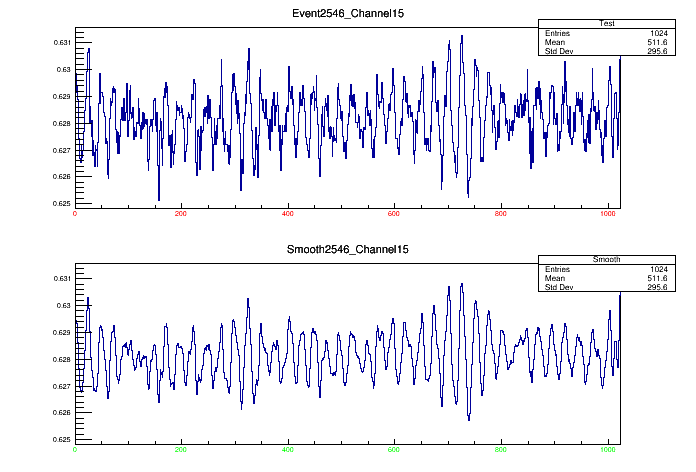 Event2546_Channel15
Test
Entries 1024
Mean 511.6
Std Dev 295.6
0.631
0.63
0.629
0.628
0.627
0.626
0.625
0 200 400 600 800 1000
Smooth2546_Channel15
Smooth
Entries 1024
Mean 511.6
Std Dev 295.6
0.631
0.63
0.629
0.628
0.627
0.626
0.625
0 200 400 600 800 1000